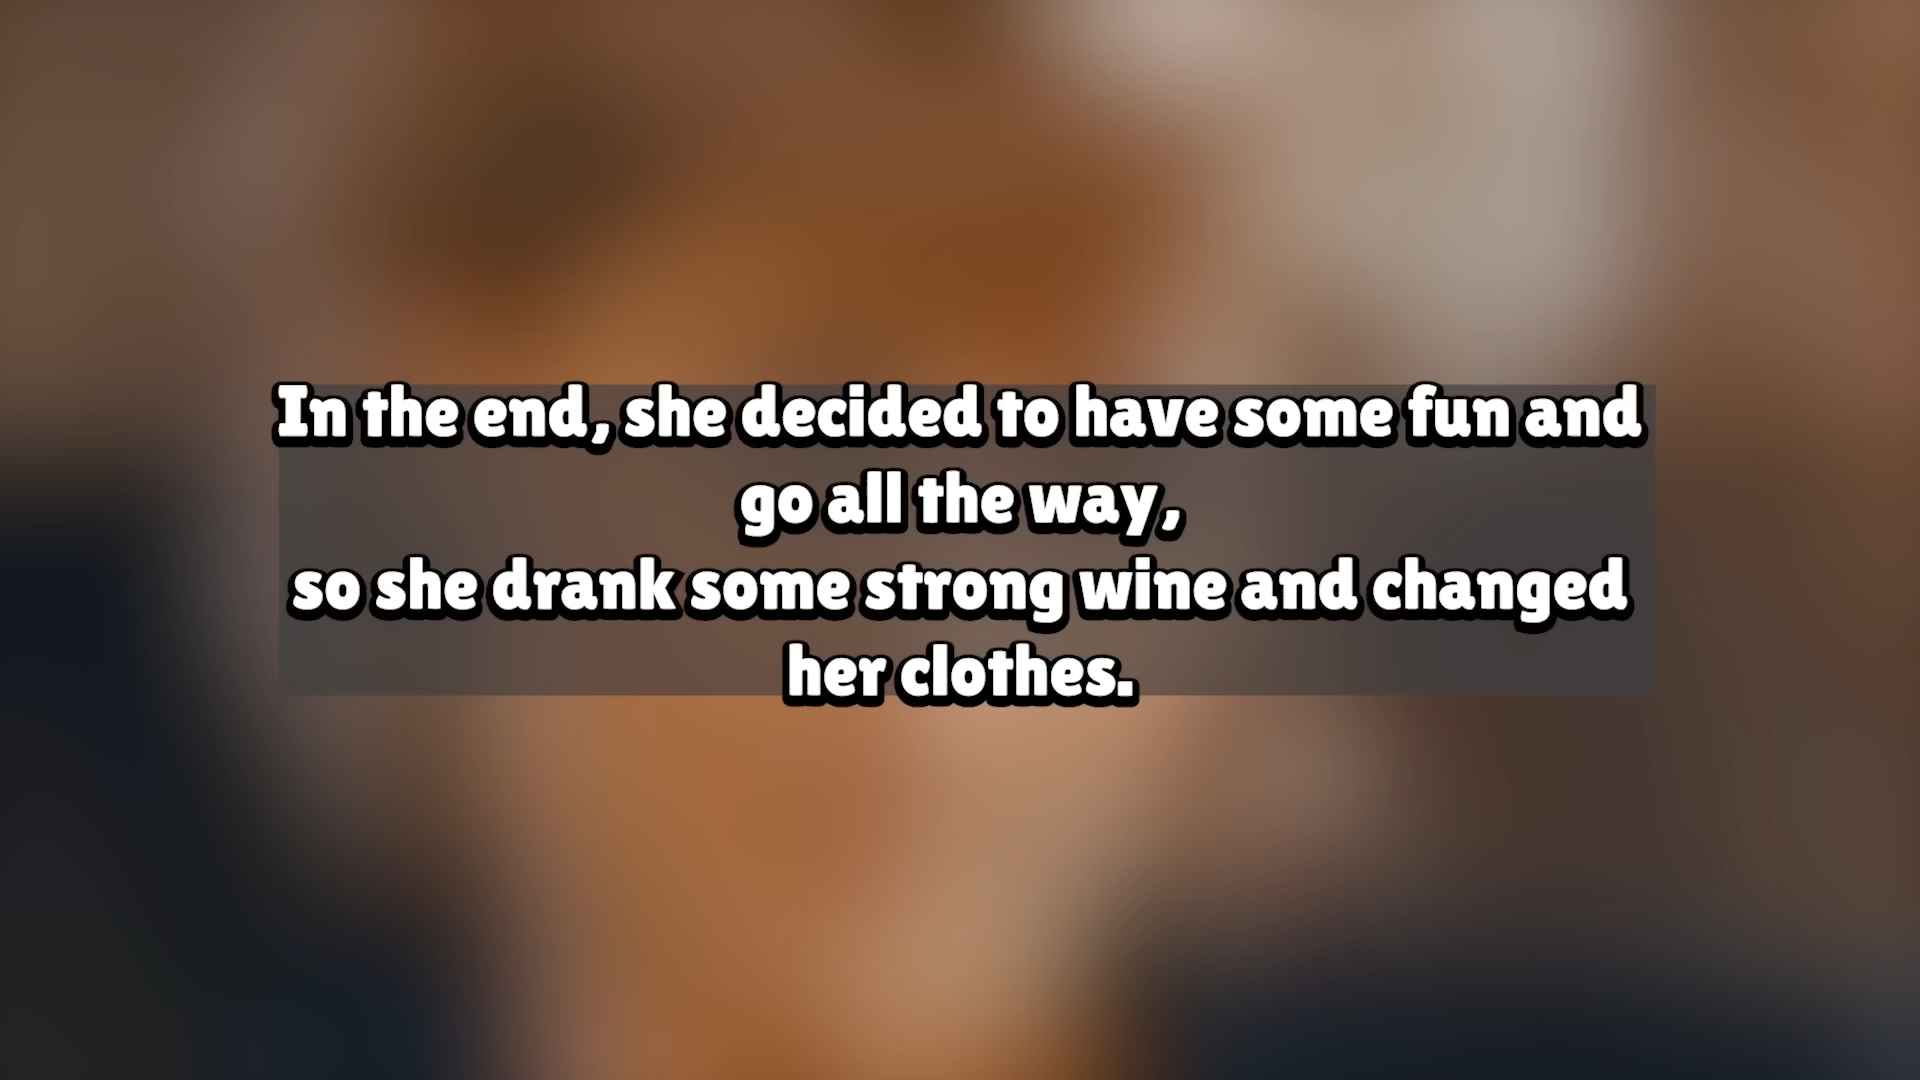 In the end, she decided to have some fun and
go all the way,
so she drank some strong wine and changed
her clothes.